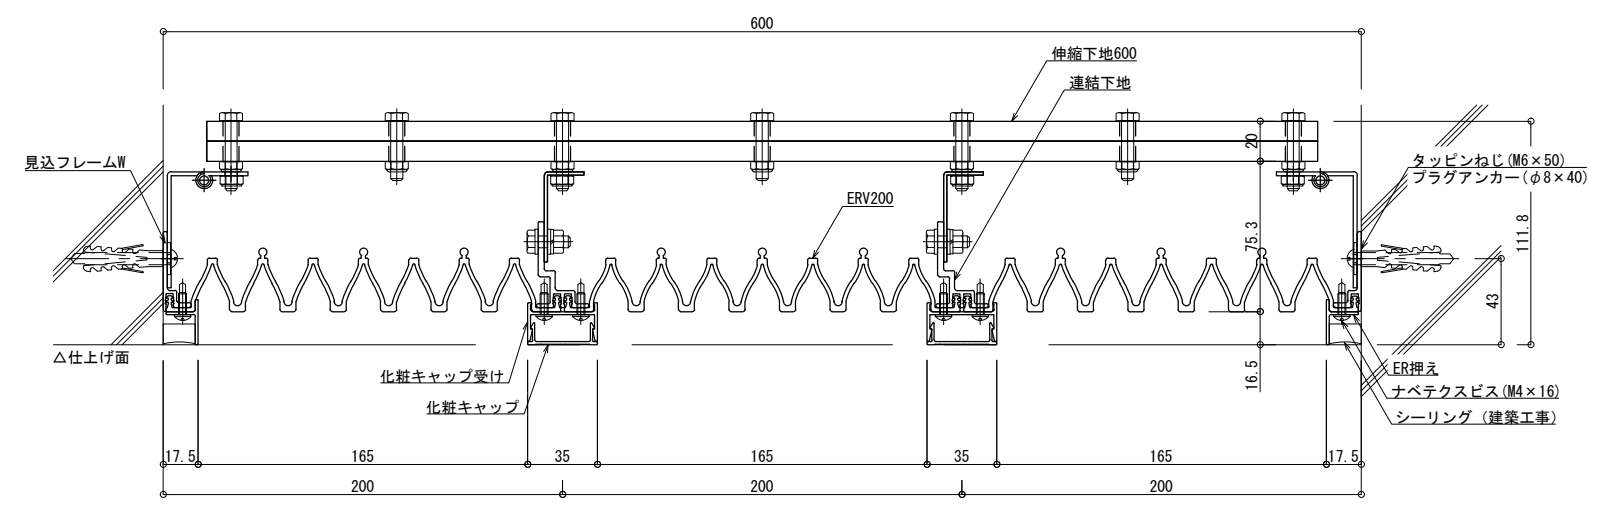 600
伸縮下地600
連結下地
20
見込フレームW
タッピンねじ(M6×50)
プラグアンカー(φ8×40)
ERV200
75.3
111.8
43
△仕上げ面
化粧キャップ受け
16.5
ER押え
化粧キャップ
ナベテクスビス(M4×16)
シーリング（建築工事）
17.5 165 35 165 35 165 17.5
200 200 200